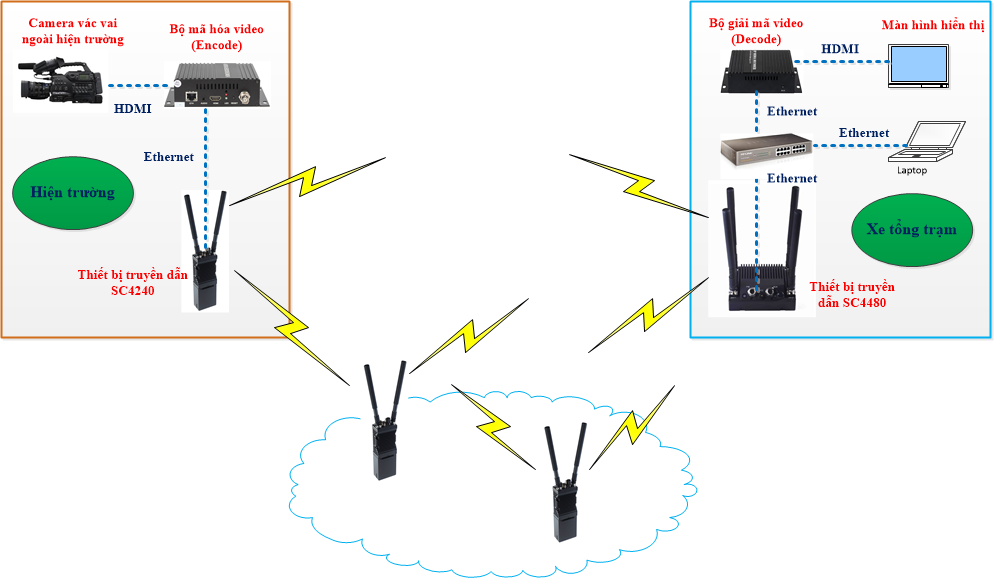 Camera vác vai
ngoài hiện trường
Bộ mã hóa video
(Encode)
HDMI
Ethernet
Hiện trường
Thiết bị truyền dẫn
SC4240
Bộ giải mã video
(Decode)
HDMI
Màn hình hiển thị
Ethernet
Ethernet
Laptop
Ethernet
Xe tổng trạm
Thiết bị truyền
dẫn SC4480